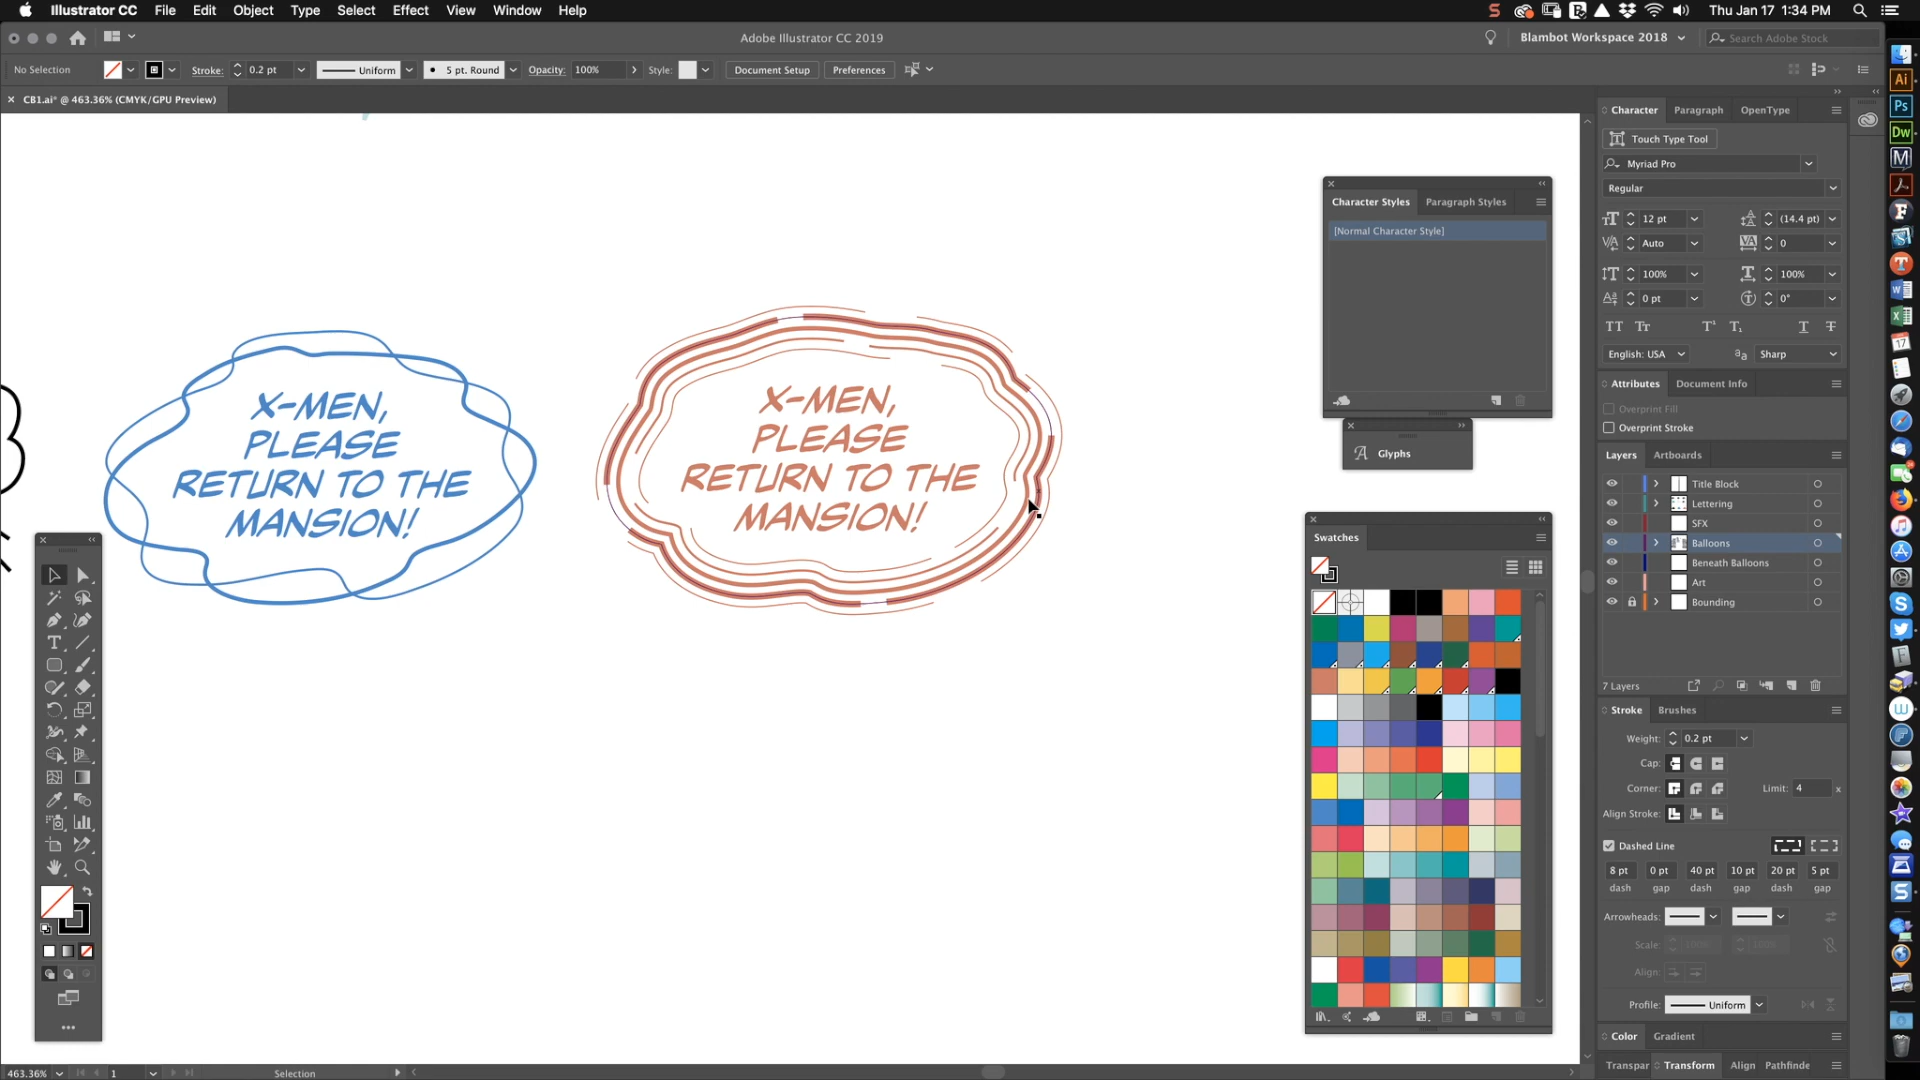 Illustrator CC File Edit Object Type Select Effect View Window Help
Thu Jan 17 1:34 PM
Adobe Illustrator CC 2019
Blambot Workspace 2018
Search Adobe Stock
No Selection
Stroke: 0.2 pt
Uniform
5 pt. Round
Opacity: 100%
Style:
Document Setup
Preferences
CB1.ai* @ 463.36% (CMYK/GPU Preview)
X-MEN,
PLEASE
RETURN TO THE
MANSION!
X-MEN,
PLEASE
RETURN TO THE
MANSION!
Character Styles Paragraph Styles
[Normal Character Style]
Glyphs
Swatches
Character Paragraph OpenType
Touch Type Tool
Myriad Pro
Regular
12 pt (14.4 pt)
Auto 0
100% 100%
0 pt 0°
English: USA Sharp
Attributes Document Info
Overprint Fill
Overprint Stroke
Layers Artboards
Title Block
Lettering
SFX
Balloons
Beneath Balloons
Art
Bounding
7 Layers
Stroke Brushes
Weight: 0.2 pt
Cap:
Corner: Limit: 4 x
Align Stroke:
Dashed Line
8 pt 0 pt 40 pt 10 pt 20 pt 5 pt
dash gap dash gap dash gap
Arrowheads:
Scale: 100% 100%
Align:
Profile: Uniform
Color Gradient
Transpar Transform Align Pathfinde
463.36% 1 Selection